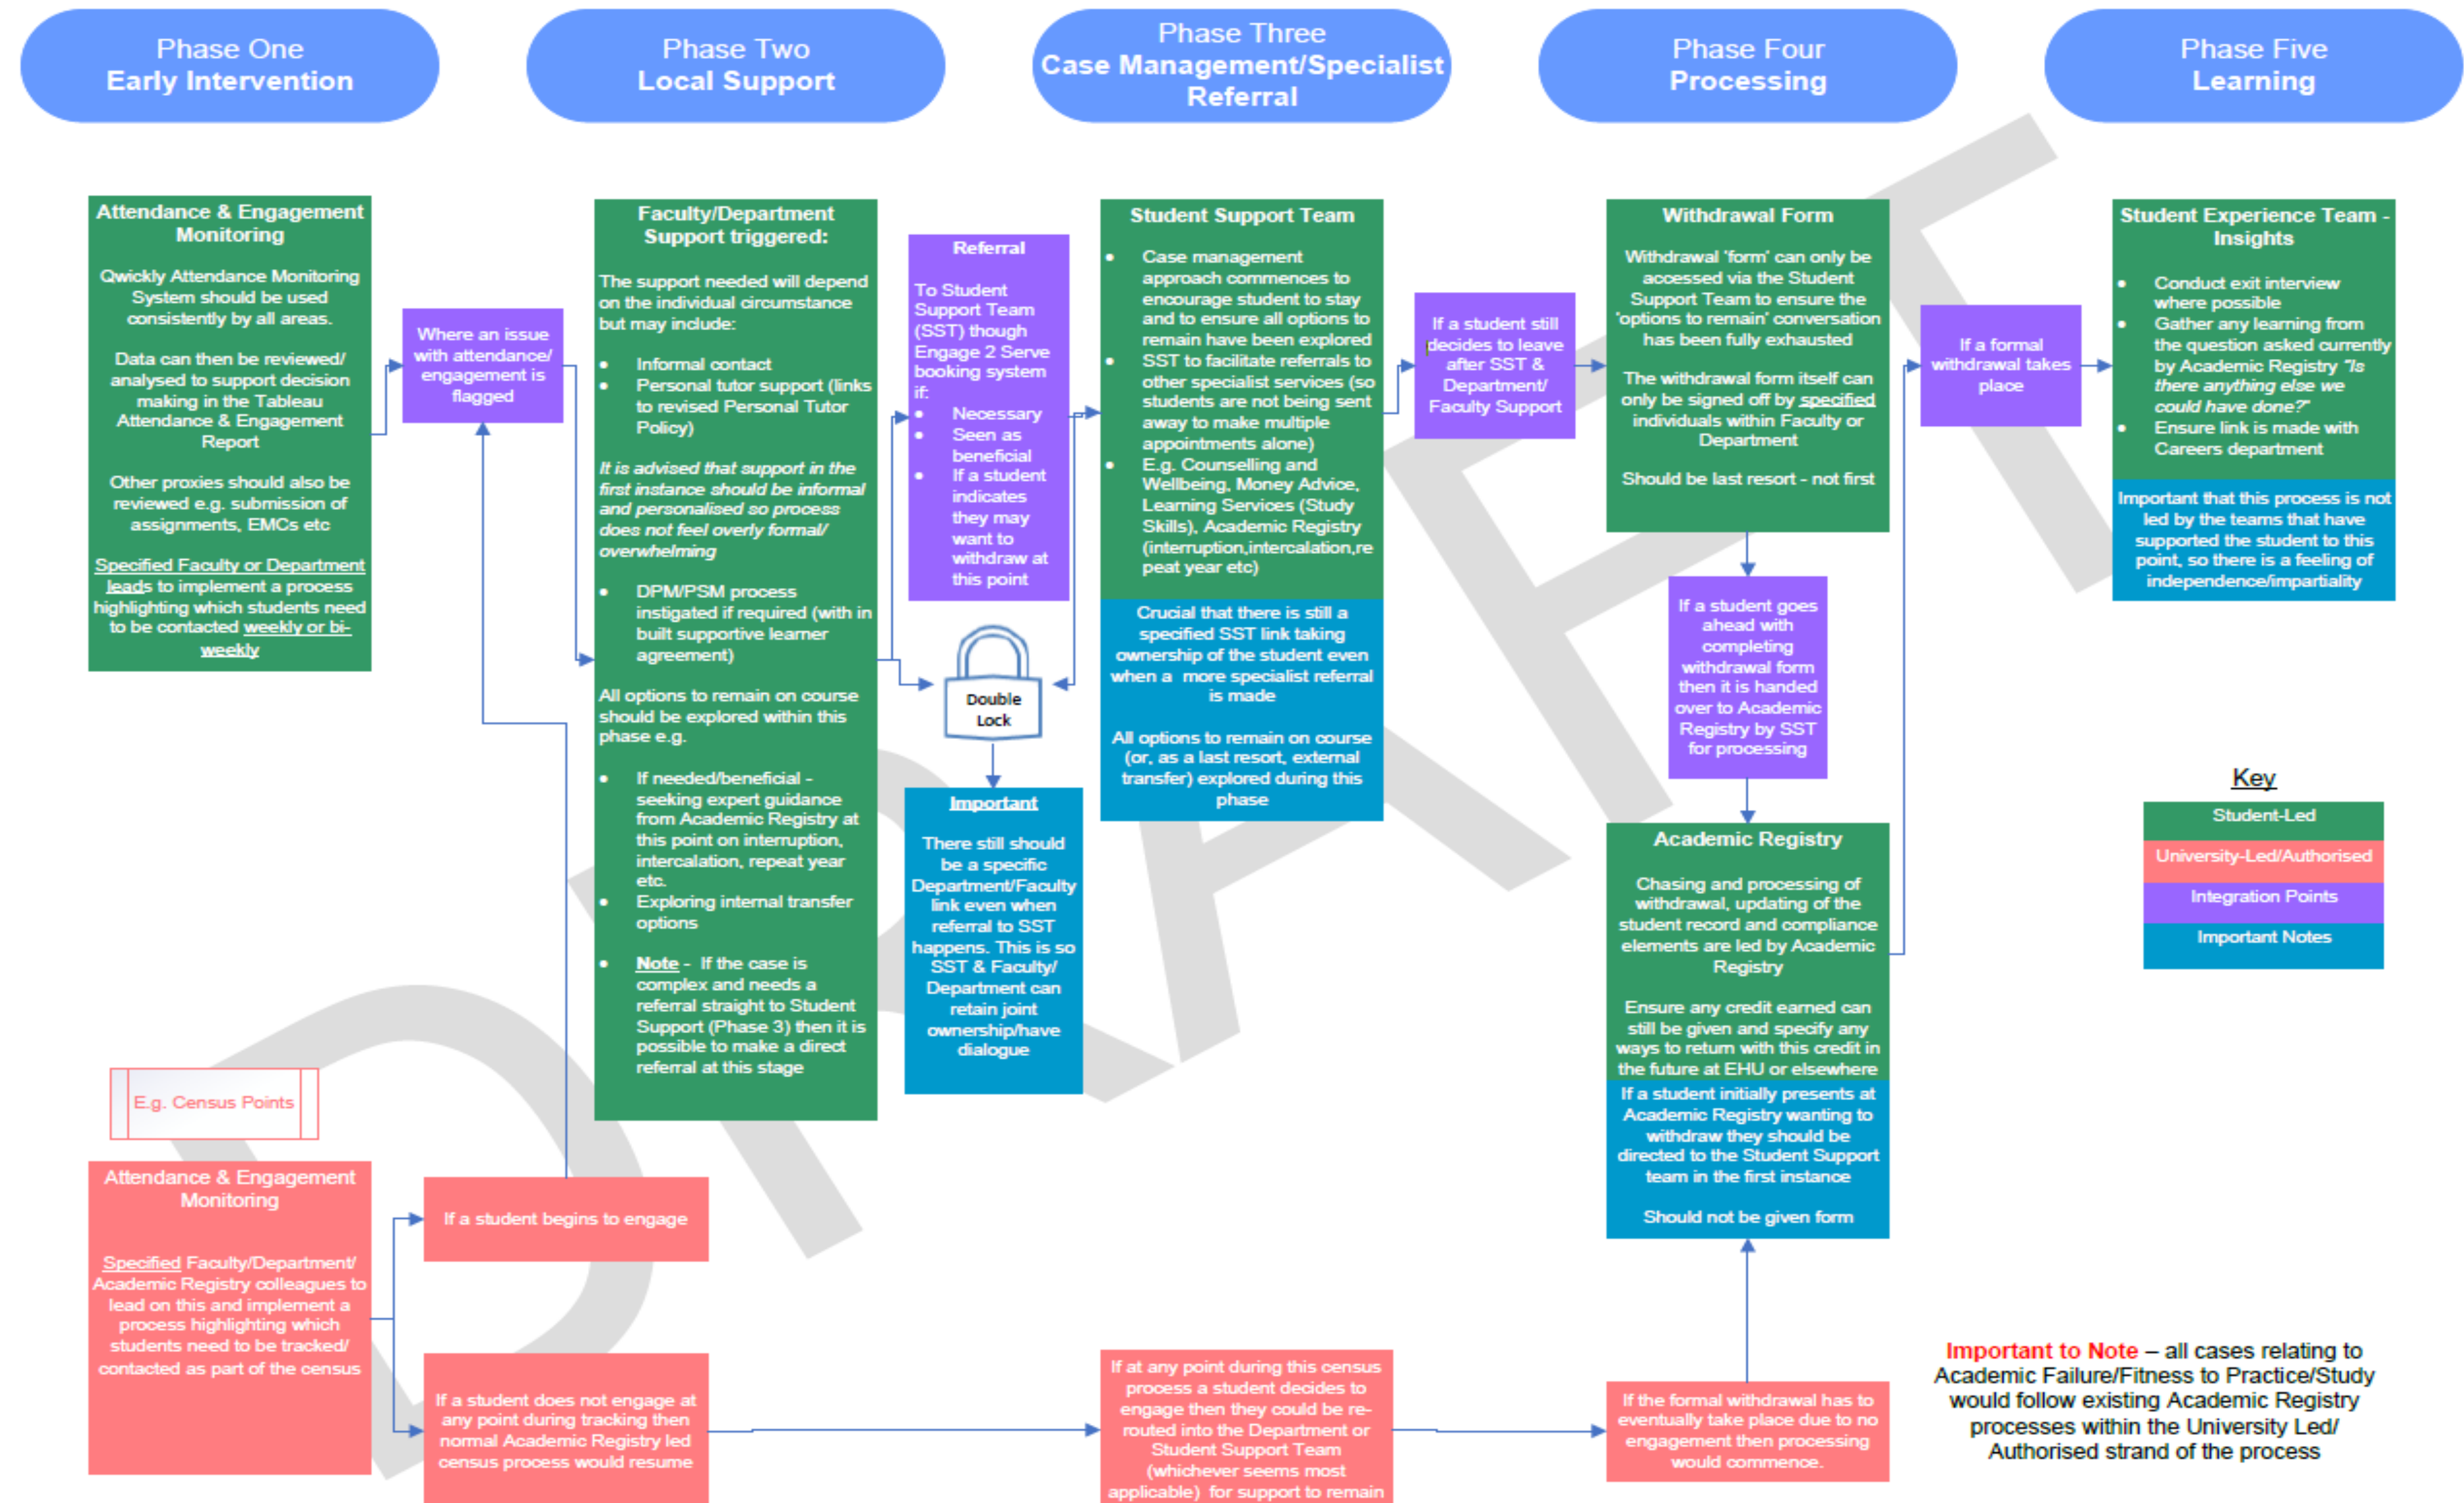 Phase One
Early Intervention
Phase Two
Local Support
Phase Three
Case Management/Specialist
Referral
Phase Four
Processing
Phase Five
Learning
Attendance & Engagement
Monitoring
Qwickly Attendance Monitoring
System should be used
consistently by all areas.
Data can then be reviewed/
analysed to support decision
making in the Tableau
Attendance & Engagement
Report
Other proxies should also be
reviewed e.g. submission of
assignments, EMCs etc
Specified Faculty or Department
leads to implement a process
highlighting which students need
to be contacted weekly or bi-
weekly
Where an issue
with attendance/
engagement is
flagged
Faculty/Department
Support triggered:
The support needed will depend
on the individual circumstance
but may include:
• Informal contact
• Personal tutor support (links
to revised Personal Tutor
Policy)
It is advised that support in the
first instance should be informal
and personalised so process
does not feel overly formal/
overwhelming
• DPM/PSM process
instigated if required (with in
built supportive learner
agreement)
All options to remain on course
should be explored within this
phase e.g.
• If needed/beneficial -
seeking expert guidance
from Academic Registry at
this point on interruption,
intercalation, repeat year
etc.
• Exploring internal transfer
options
• Note - If the case is
complex and needs a
referral straight to Student
Support (Phase 3) then it is
possible to make a direct
referral at this stage
Referral
To Student
Support Team
(SST) though
Engage 2 Serve
booking system
if:
• Necessary
• Seen as
beneficial
• If a student
indicates
they may
want to
withdraw at
this point
Double
Lock
Important
There still should
be a specific
Department/Faculty
link even when
referral to SST
happens. This is so
SST & Faculty/
Department can
retain joint
ownership/have
dialogue
Student Support Team
• Case management
approach commences to
encourage student to stay
and to ensure all options to
remain have been explored
• SST to facilitate referrals to
other specialist services (so
students are not being sent
away to make multiple
appointments alone)
• E.g. Counselling and
Wellbeing, Money Advice,
Learning Services (Study
Skills), Academic Registry
(interruption,intercalation,re
peat year etc)
Crucial that there is still a
specified SST link taking
ownership of the student even
when a more specialist referral
is made
All options to remain on course
(or, as a last resort, external
transfer) explored during this
phase
If a student still
decides to leave
after SST &
Department/
Faculty Support
Withdrawal Form
Withdrawal 'form' can only be
accessed via the Student
Support Team to ensure the
'options to remain' conversation
has been fully exhausted
The withdrawal form itself can
only be signed off by specified
individuals within Faculty or
Department
Should be last resort - not first
If a student goes
ahead with
completing
withdrawal form
then it is handed
over to Academic
Registry by SST
for processing
Academic Registry
Chasing and processing of
withdrawal, updating of the
student record and compliance
elements are led by Academic
Registry
Ensure any credit earned can
still be given and specify any
ways to return with this credit in
the future at EHU or elsewhere
If a student initially presents at
Academic Registry wanting to
withdraw they should be
directed to the Student Support
team in the first instance
Should not be given form
If a formal
withdrawal takes
place
Student Experience Team -
Insights
• Conduct exit interview
where possible
• Gather any learning from
the question asked currently
by Academic Registry "Is
there anything else we
could have done?"
• Ensure link is made with
Careers department
Important that this process is not
led by the teams that have
supported the student to this
point, so there is a feeling of
independence/impartiality
Key
Student-Led
University-Led/Authorised
Integration Points
Important Notes
E.g. Census Points
Attendance & Engagement
Monitoring
Specified Faculty/Department/
Academic Registry colleagues to
lead on this and implement a
process highlighting which
students need to be tracked/
contacted as part of the census
If a student begins to engage
If a student does not engage at
any point during tracking then
normal Academic Registry led
census process would resume
If at any point during this census
process a student decides to
engage then they could be re-
routed into the Department or
Student Support Team
(whichever seems most
applicable) for support to remain
If the formal withdrawal has to
eventually take place due to no
engagement then processing
would commence.
Important to Note – all cases relating to
Academic Failure/Fitness to Practice/Study
would follow existing Academic Registry
processes within the University Led/
Authorised strand of the process
DRAFT